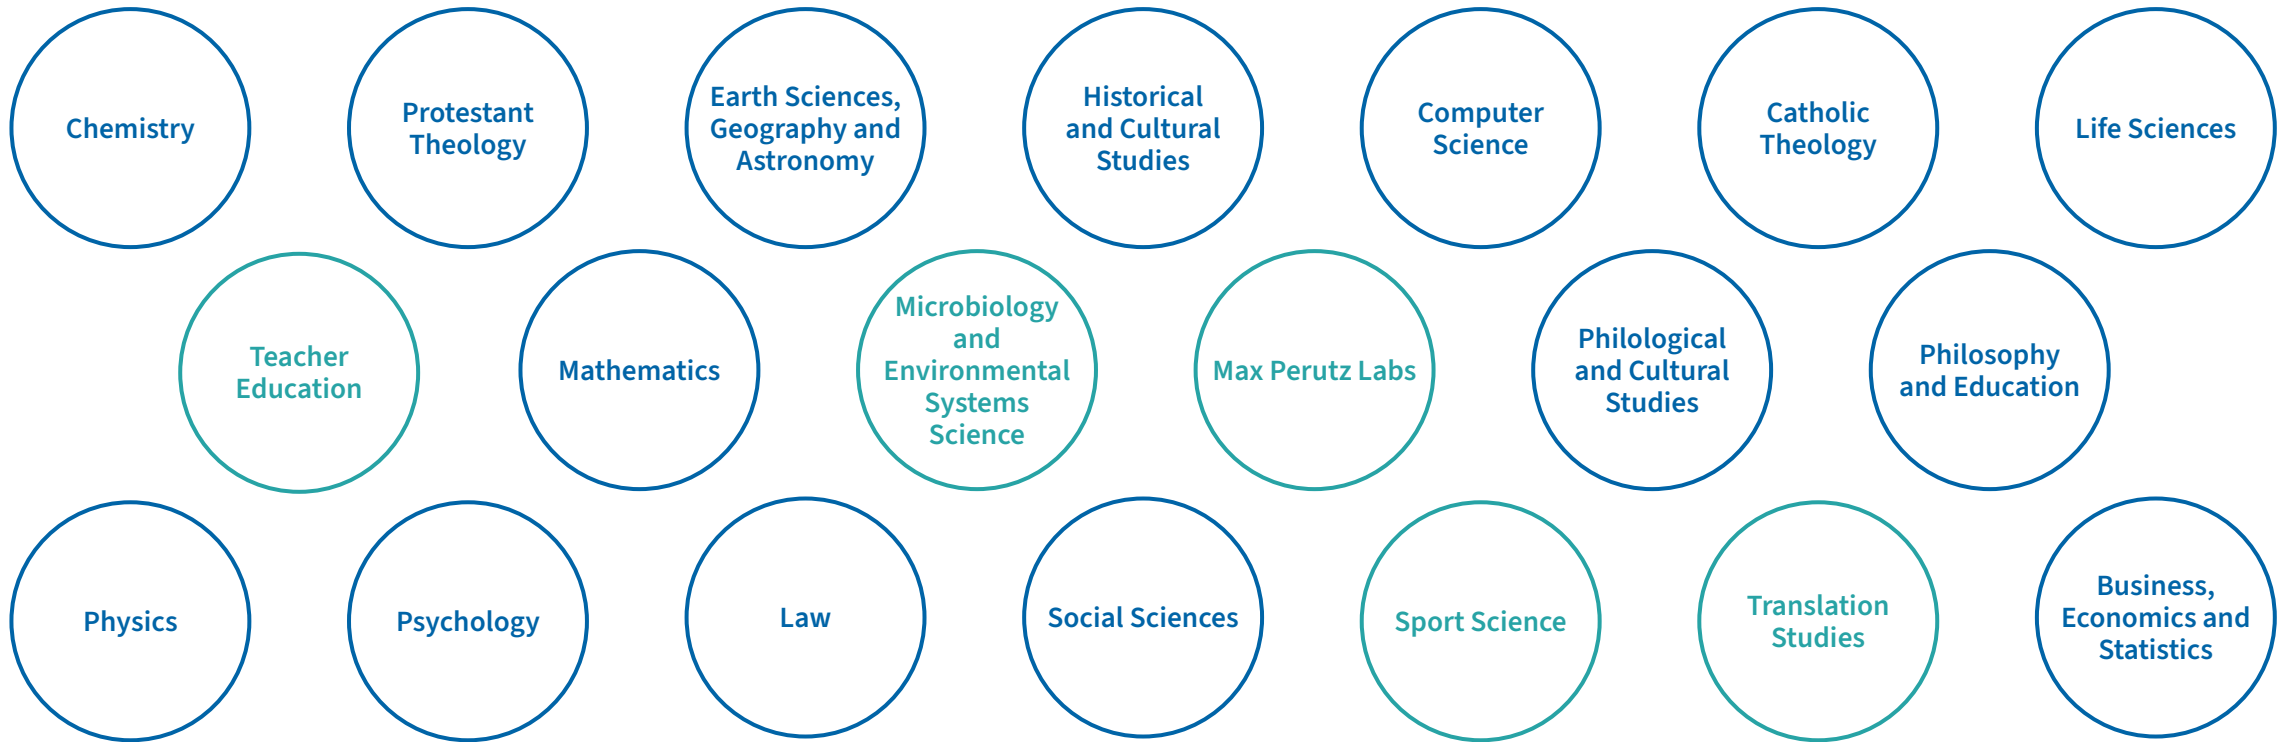 Chemistry
Protestant
Theology
Earth Sciences,
Geography and
Astronomy
Historical
and Cultural
Studies
Computer
Science
Catholic
Theology
Life Sciences
Teacher
Education
Mathematics
Microbiology
and
Environmental
Systems
Science
Max Perutz Labs
Philological
and Cultural
Studies
Philosophy
and Education
Physics
Psychology
Law
Social Sciences
Sport Science
Translation
Studies
Business,
Economics and
Statistics